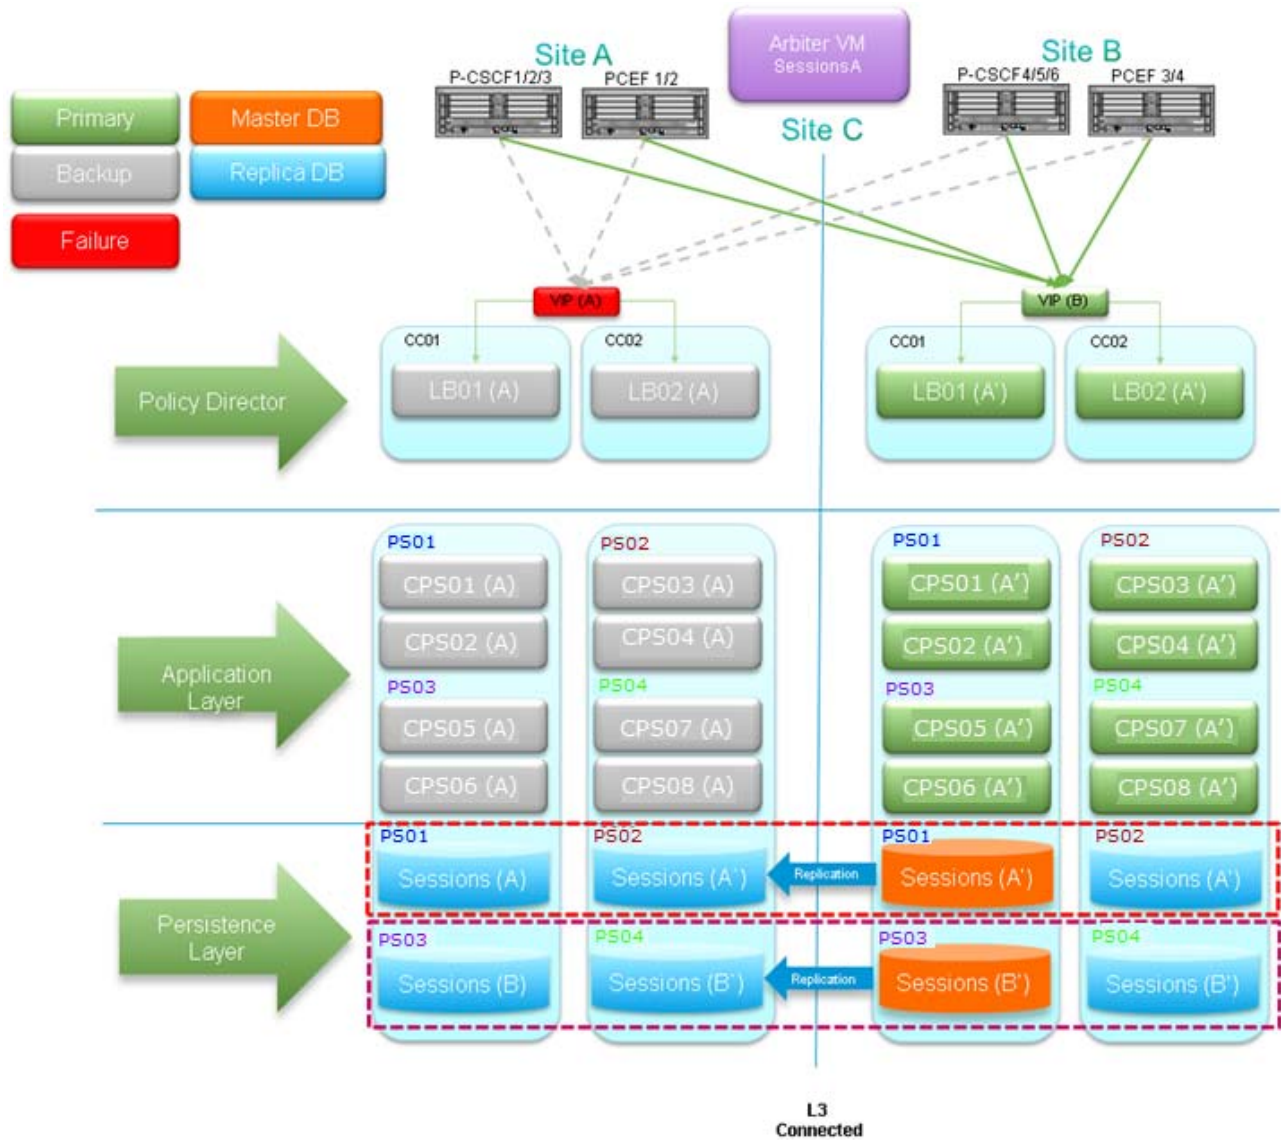 Site A
Arbiter VM
SessionsA
Site B
P-CSCF1/2/3
PCEF 1/2
P-CSCF4/5/6
PCEF 3/4
Site C
Primary
Master DB
Backup
Replica DB
Failure
VIP (A)
VIP (B)
CC01
CC02
CC01
CC02
Policy Director
LB01 (A)
LB02 (A)
LB01 (A')
LB02 (A')
PS01
PS02
PS01
PS02
CPS01 (A)
CPS03 (A)
CPS01 (A')
CPS03 (A')
CPS02 (A)
CPS04 (A)
CPS02 (A')
CPS04 (A')
Application
Layer
PS03
PS04
PS03
PS04
CPS05 (A)
CPS07 (A)
CPS05 (A')
CPS07 (A')
CPS06 (A)
CPS08 (A)
CPS06 (A')
CPS08 (A')
PS01
PS02
PS01
PS02
Sessions (A)
Sessions (A')
Replication
Sessions (A')
Sessions (A')
Persistence
Layer
PS03
PS04
PS03
PS04
Sessions (B)
Sessions (B')
Replication
Sessions (B')
Sessions (B')
L3
Connected